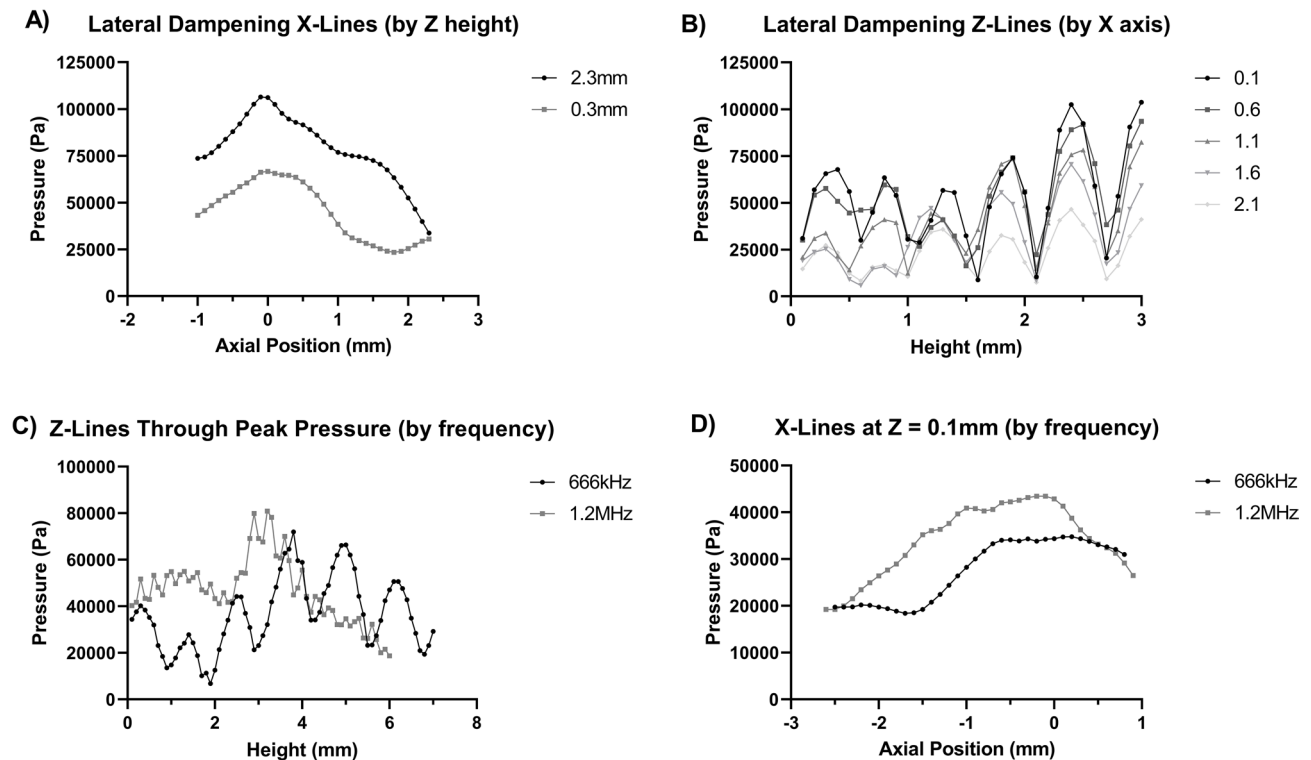 A) Lateral Dampening X-Lines (by Z height)
125000
100000
75000
50000
25000
0
-2 -1 0 1 2 3
Pressure (Pa)
Axial Position (mm)
2.3mm
0.3mm
B) Lateral Dampening Z-Lines (by X axis)
125000
100000
75000
50000
25000
0
0 1 2 3
Pressure (Pa)
Height (mm)
0.1
0.6
1.1
1.6
2.1
C) Z-Lines Through Peak Pressure (by frequency)
100000
80000
60000
40000
20000
0
0 2 4 6 8
Pressure (Pa)
Height (mm)
666kHz
1.2MHz
D) X-Lines at Z = 0.1mm (by frequency)
50000
40000
30000
20000
10000
0
-3 -2 -1 0 1
Pressure (Pa)
Axial Position (mm)
666kHz
1.2MHz